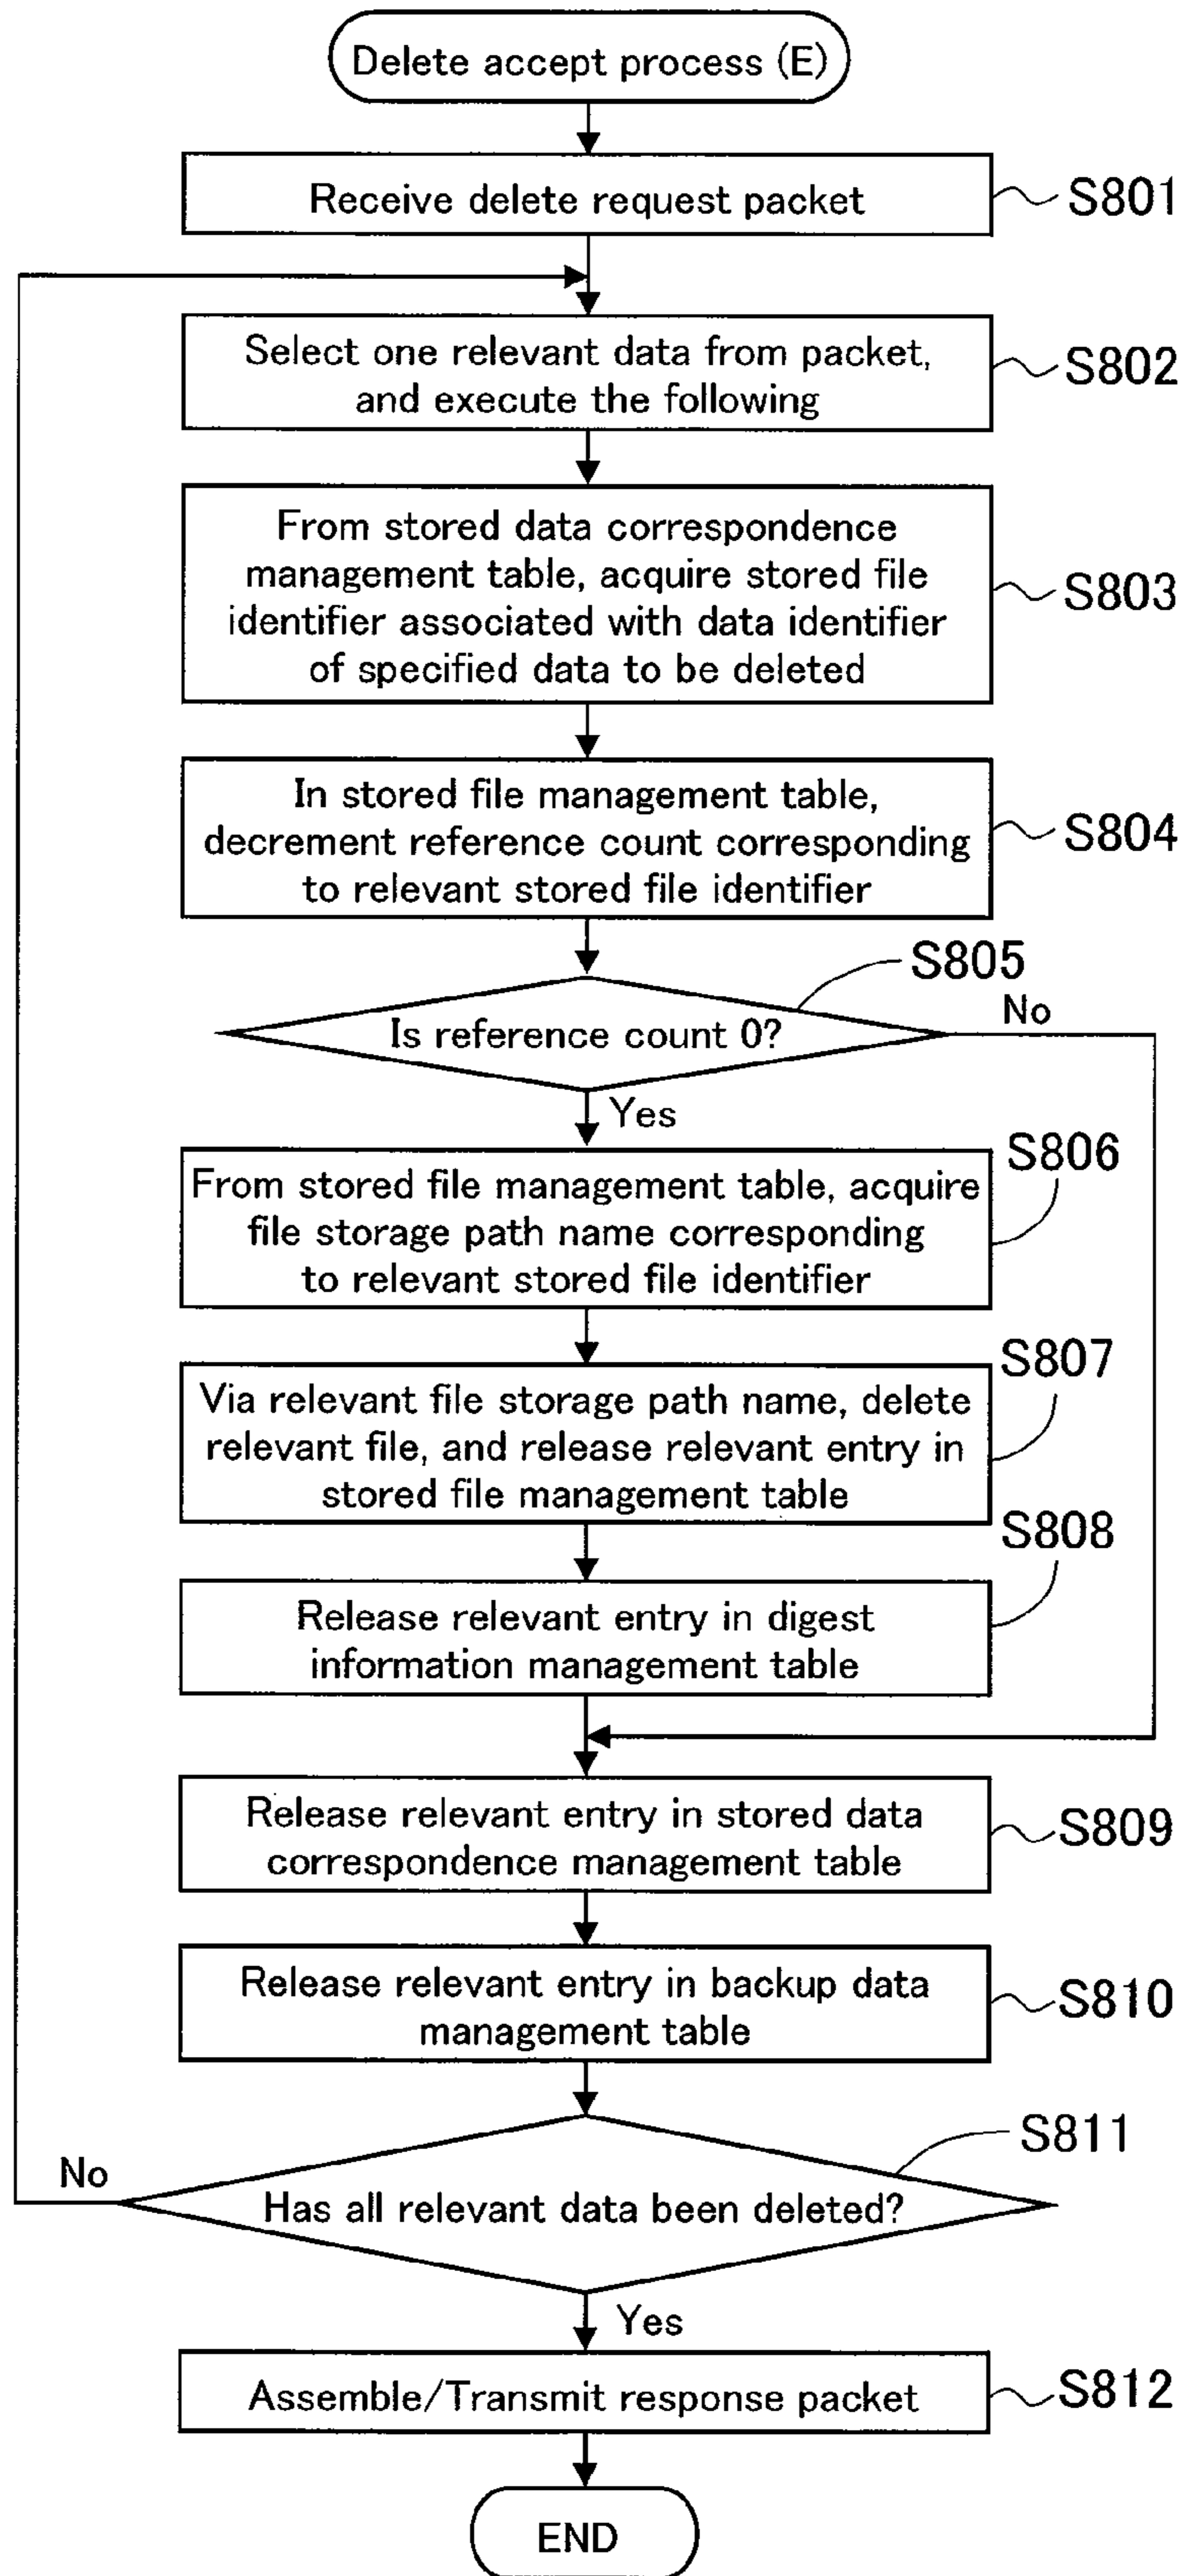 Delete accept process (E)
Receive delete request packet
S801
Select one relevant data from packet,
and execute the following
S802
From stored data correspondence
management table, acquire stored file
identifier associated with data identifier
of specified data to be deleted
S803
In stored file management table,
decrement reference count corresponding
to relevant stored file identifier
S804
S805
Is reference count 0?
No
Yes
S806
From stored file management table, acquire
file storage path name corresponding
to relevant stored file identifier
S807
Via relevant file storage path name, delete
relevant file, and release relevant entry in
stored file management table
S808
Release relevant entry in digest
information management table
Release relevant entry in stored data
correspondence management table
S809
Release relevant entry in backup data
management table
S810
S811
No
Has all relevant data been deleted?
Yes
Assemble/Transmit response packet
S812
END